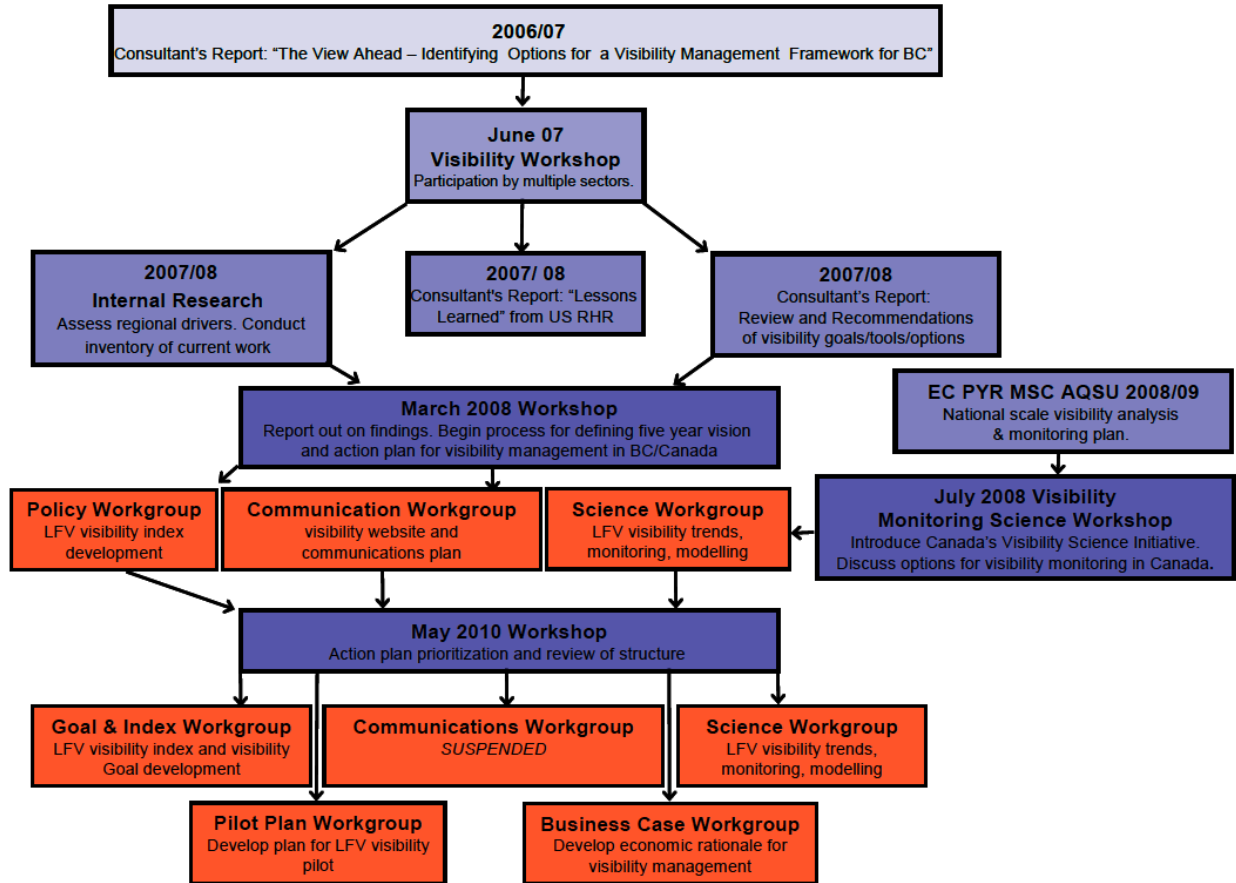 2006/07
Consultant's Report: "The View Ahead – Identifying Options for a Visibility Management Framework for BC"
June 07
Visibility Workshop
Participation by multiple sectors.
2007/08
Internal Research
Assess regional drivers. Conduct
inventory of current work
2007/ 08
Consultant's Report: "Lessons
Learned" from US RHR
2007/08
Consultant's Report:
Review and Recommendations
of visibility goals/tools/options
March 2008 Workshop
Report out on findings. Begin process for defining five year vision
and action plan for visibility management in BC/Canada
EC PYR MSC AQSU 2008/09
National scale visibility analysis
& monitoring plan.
Policy Workgroup
LFV visibility index
development
Communication Workgroup
visibility website and
communications plan
Science Workgroup
LFV visibility trends,
monitoring, modelling
July 2008 Visibility
Monitoring Science Workshop
Introduce Canada's Visibility Science Initiative.
Discuss options for visibility monitoring in Canada.
May 2010 Workshop
Action plan prioritization and review of structure
Goal & Index Workgroup
LFV visibility index and visibility
Goal development
Communications Workgroup
SUSPENDED
Science Workgroup
LFV visibility trends,
monitoring, modelling
Pilot Plan Workgroup
Develop plan for LFV visibility
pilot
Business Case Workgroup
Develop economic rationale for
visibility management